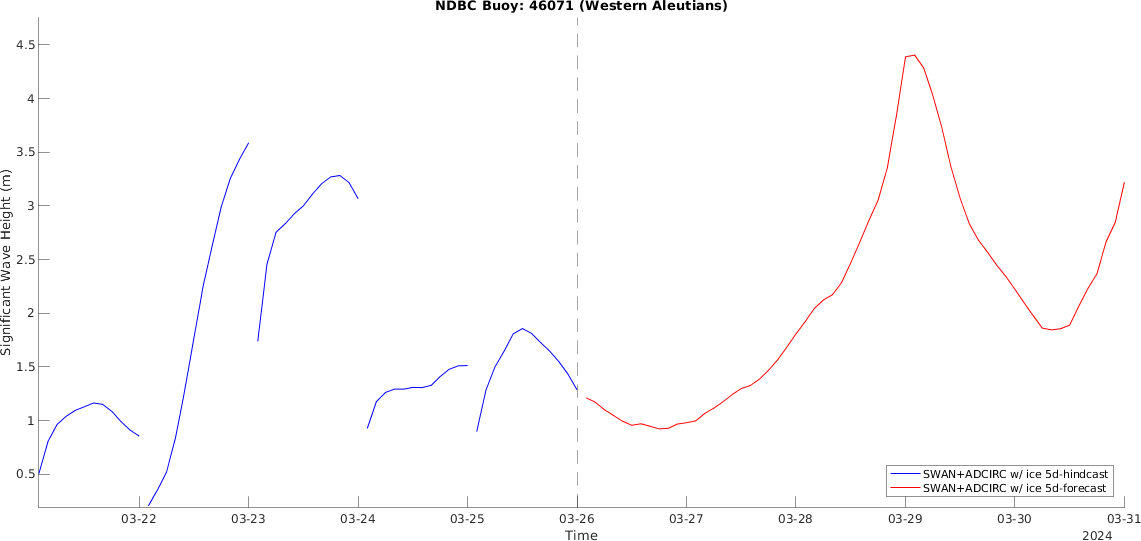 NDBC Buoy: 46071 (Western Aleutians)
Significant Wave Height (m)
4.5
4
3.5
3
2.5
2
1.5
1
0.5
SWAN+ADCIRC w/ ice 5d-hindcast
SWAN+ADCIRC w/ ice 5d-forecast
03-22 03-23 03-24 03-25 03-26 03-27 03-28 03-29 03-30 03-31
Time
2024